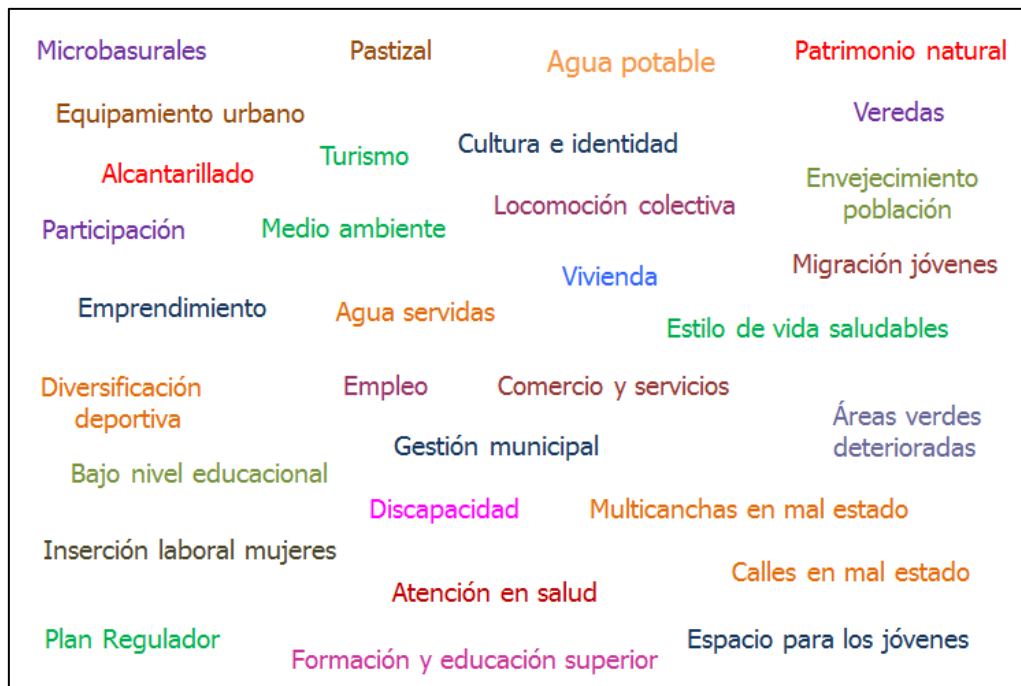 Microbasurales
Pastizal
Agua potable
Patrimonio natural
Equipamiento urbano
Veredas
Cultura e identidad
Turismo
Alcantarillado
Envejecimiento
población
Locomoción colectiva
Participación
Medio ambiente
Migración jóvenes
Vivienda
Emprendimiento
Agua servidas
Estilo de vida saludables
Diversificación
deportiva
Empleo
Comercio y servicios
Áreas verdes
deterioradas
Gestión municipal
Bajo nivel educacional
Discapacidad
Multicanchas en mal estado
Inserción laboral mujeres
Calles en mal estado
Atención en salud
Plan Regulador
Espacio para los jóvenes
Formación y educación superior